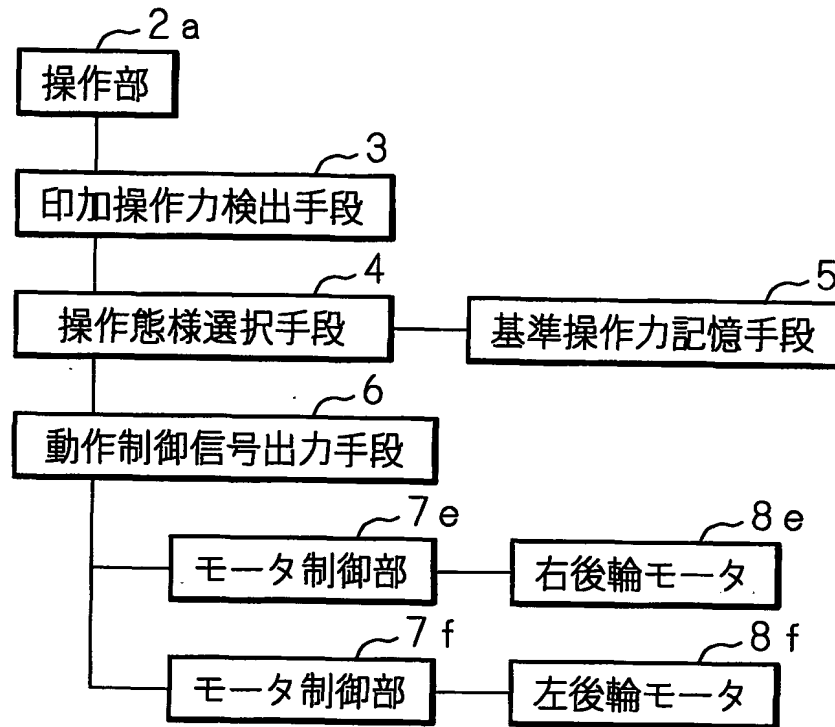 2a
操作部
3
印加操作力検出手段
4
操作態様選択手段
5
基準操作力記憶手段
6
動作制御信号出力手段
7e
モータ制御部
8e
右後輪モータ
7f
モータ制御部
8f
左後輪モータ